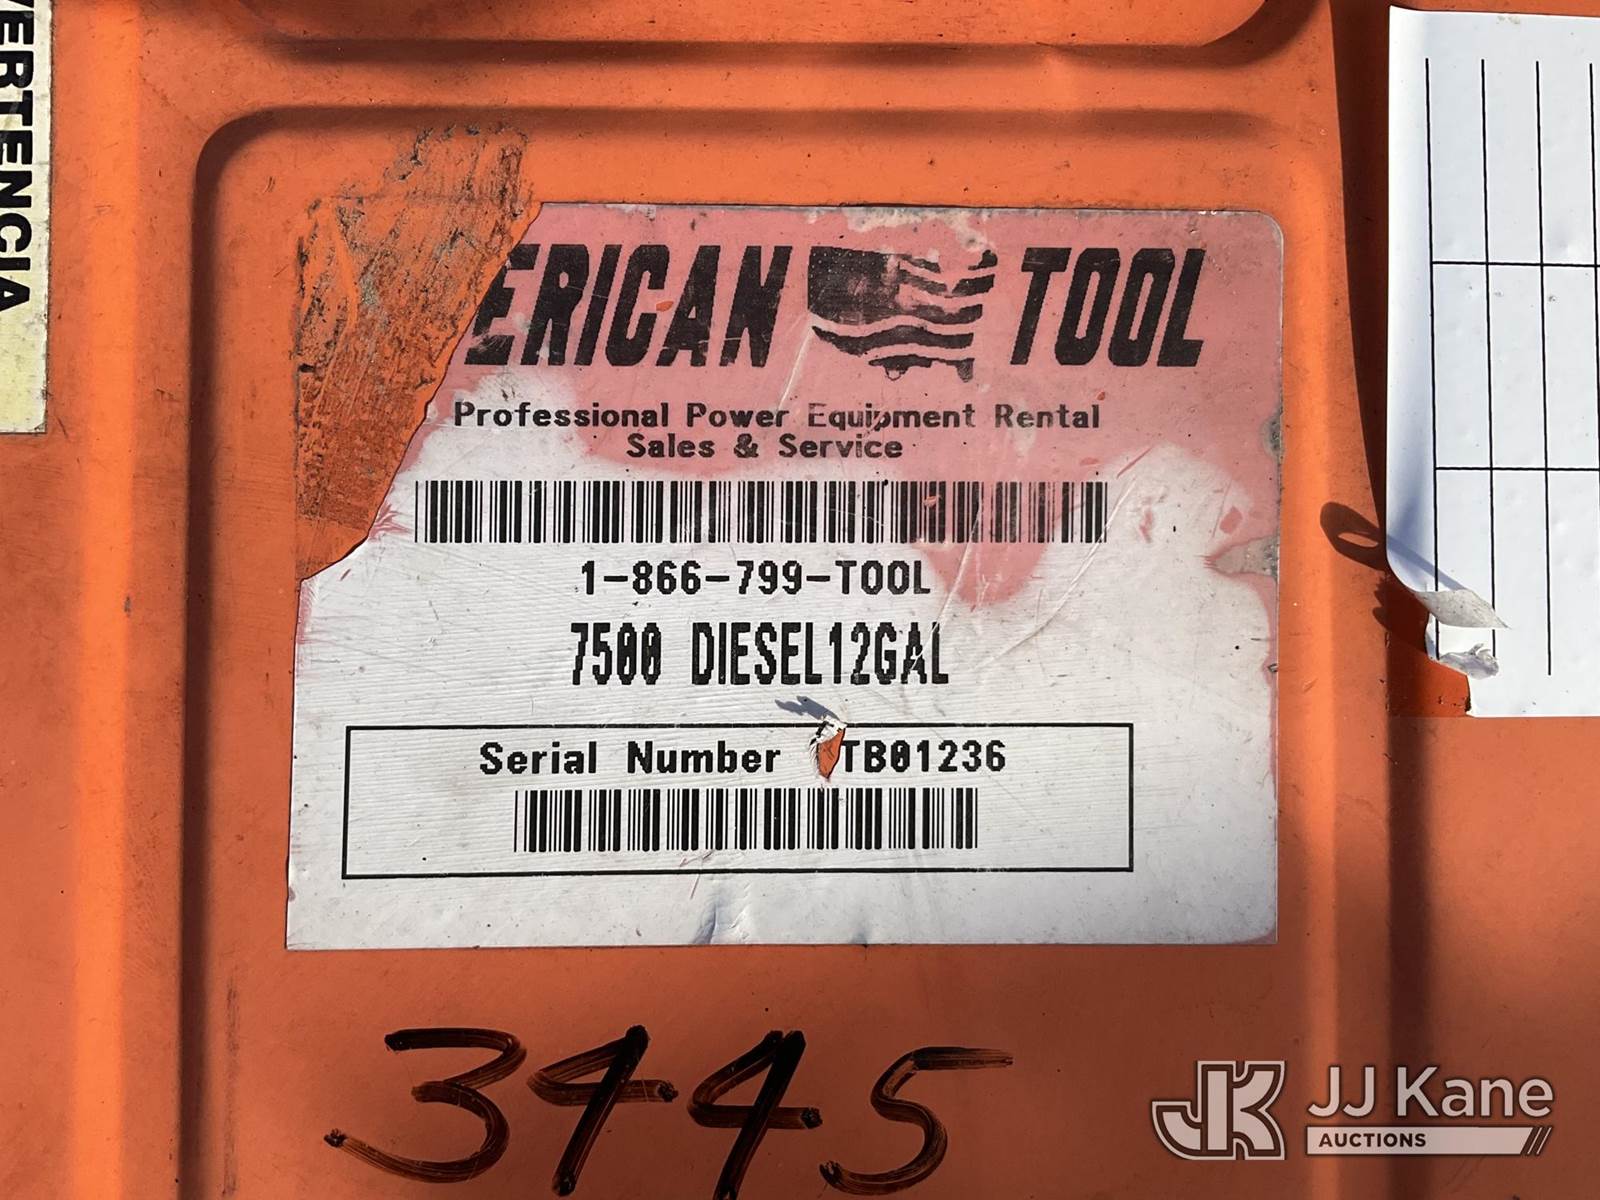 VERTENCIA
ERICAN TOOL
Professional Power Equipment Rental
Sales & Service
1-866-799-TOOL
7500 DIESEL12GAL
Serial Number TB01236
3445
JK JJ Kane
AUCTIONS